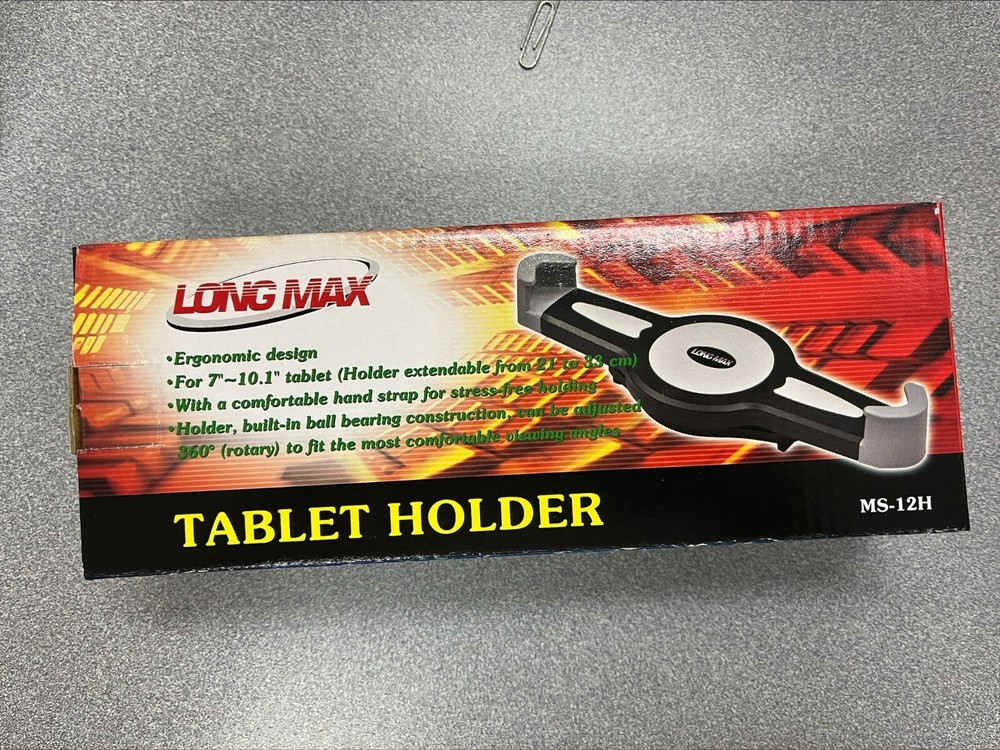 LONG MAX
•Ergonomic design
•For 7"~10.1" tablet (Holder extendable from 21 to 33 cm)
•With a comfortable hand strap for stress-free holding
•Holder, built-in ball bearing construction, can be adjusted
360° (rotary) to fit the most comfortable viewing angles
LONG MAX
TABLET HOLDER
MS-12H